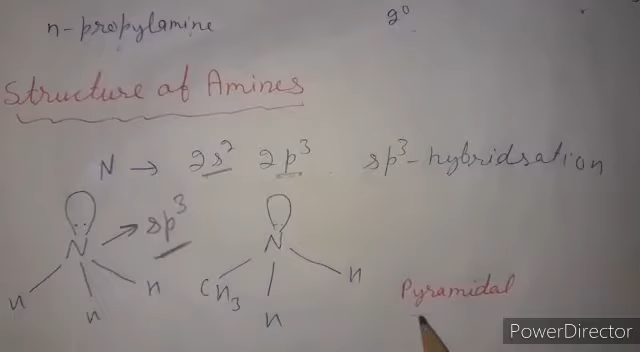 n-propylamine 2°
Structure of Amines
N → 2s² 2p³ sp³-hybridsation
N → sp³
H H H
N
CH₃ H H
Pyramidal
PowerDirector